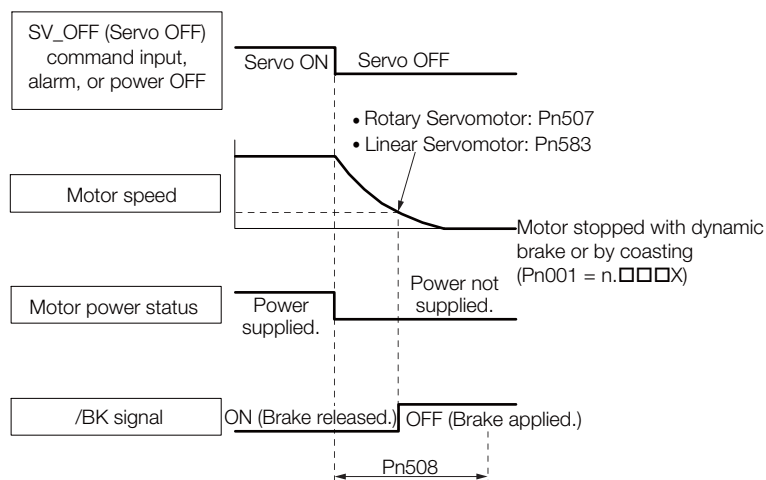 SV_OFF (Servo OFF)
command input,
alarm, or power OFF
Servo ON
Servo OFF
• Rotary Servomotor: Pn507
• Linear Servomotor: Pn583
Motor speed
Motor stopped with dynamic
brake or by coasting
(Pn001 = n.□□□X)
Motor power status
Power
supplied.
Power not
supplied.
/BK signal
ON (Brake released.)
OFF (Brake applied.)
Pn508